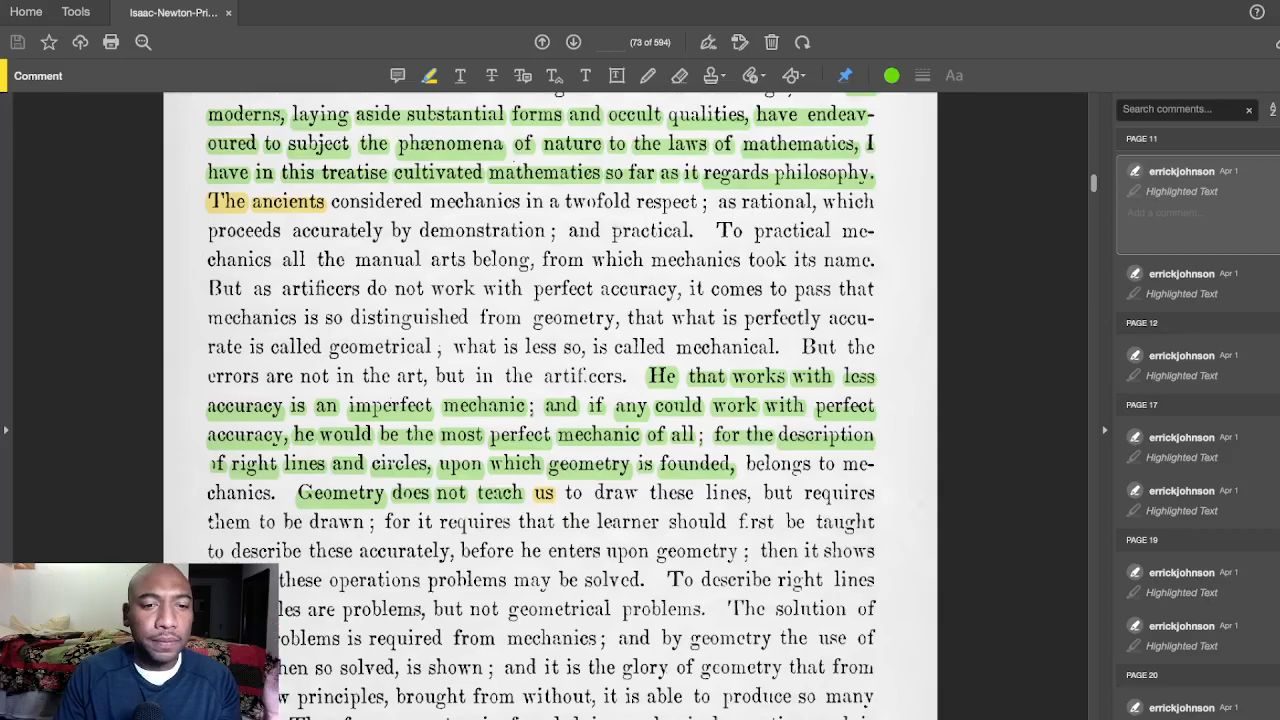 Home Tools Isaac-Newton-Pri... ×
(73 of 594)
Comment Aa
Search comments... ×
moderns, laying aside substantial forms and occult qualities, have endeav-
oured to subject the phænomena of nature to the laws of mathematics, I
have in this treatise cultivated mathematics so far as it regards philosophy.
The ancients considered mechanics in a twofold respect ; as rational, which
proceeds accurately by demonstration ; and practical. To practical me-
chanics all the manual arts belong, from which mechanics took its name.
But as artificers do not work with perfect accuracy, it comes to pass that
mechanics is so distinguished from geometry, that what is perfectly accu-
rate is called geometrical ; what is less so, is called mechanical. But the
errors are not in the art, but in the artificers. He that works with less
accuracy is an imperfect mechanic ; and if any could work with perfect
accuracy, he would be the most perfect mechanic of all ; for the description
of right lines and circles, upon which geometry is founded, belongs to me-
chanics. Geometry does not teach us to draw these lines, but requires
them to be drawn ; for it requires that the learner should first be taught
to describe these accurately, before he enters upon geometry ; then it shows
these operations problems may be solved. To describe right lines
are problems, but not geometrical problems. The solution of
is required from mechanics ; and by geometry the use of
so solved, is shown ; and it is the glory of geometry that from
principles, brought from without, it is able to produce so many
PAGE 11
errickjohnson Apr 1
Highlighted Text
Add a comment...
errickjohnson Apr 1
Highlighted Text
PAGE 12
errickjohnson Apr 1
Highlighted Text
PAGE 17
errickjohnson Apr 1
Highlighted Text
errickjohnson Apr 1
Highlighted Text
PAGE 19
errickjohnson Apr 1
Highlighted Text
errickjohnson Apr 1
Highlighted Text
PAGE 20
errickjohnson Apr 1